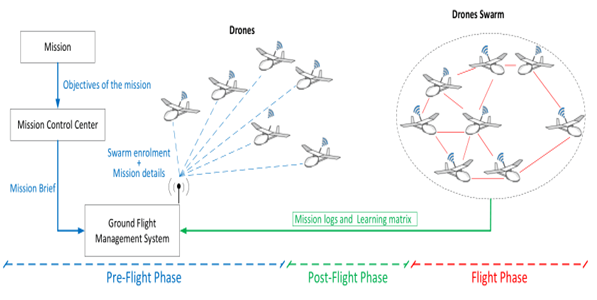 Drones
Drones Swarm
Mission
Objectives of the mission
Mission Control Center
Swarm enrolment
+
Mission details
Mission Brief
Ground Flight
Management System
Mission logs and Learning matrix
Pre-Flight Phase
Post-Flight Phase
Flight Phase